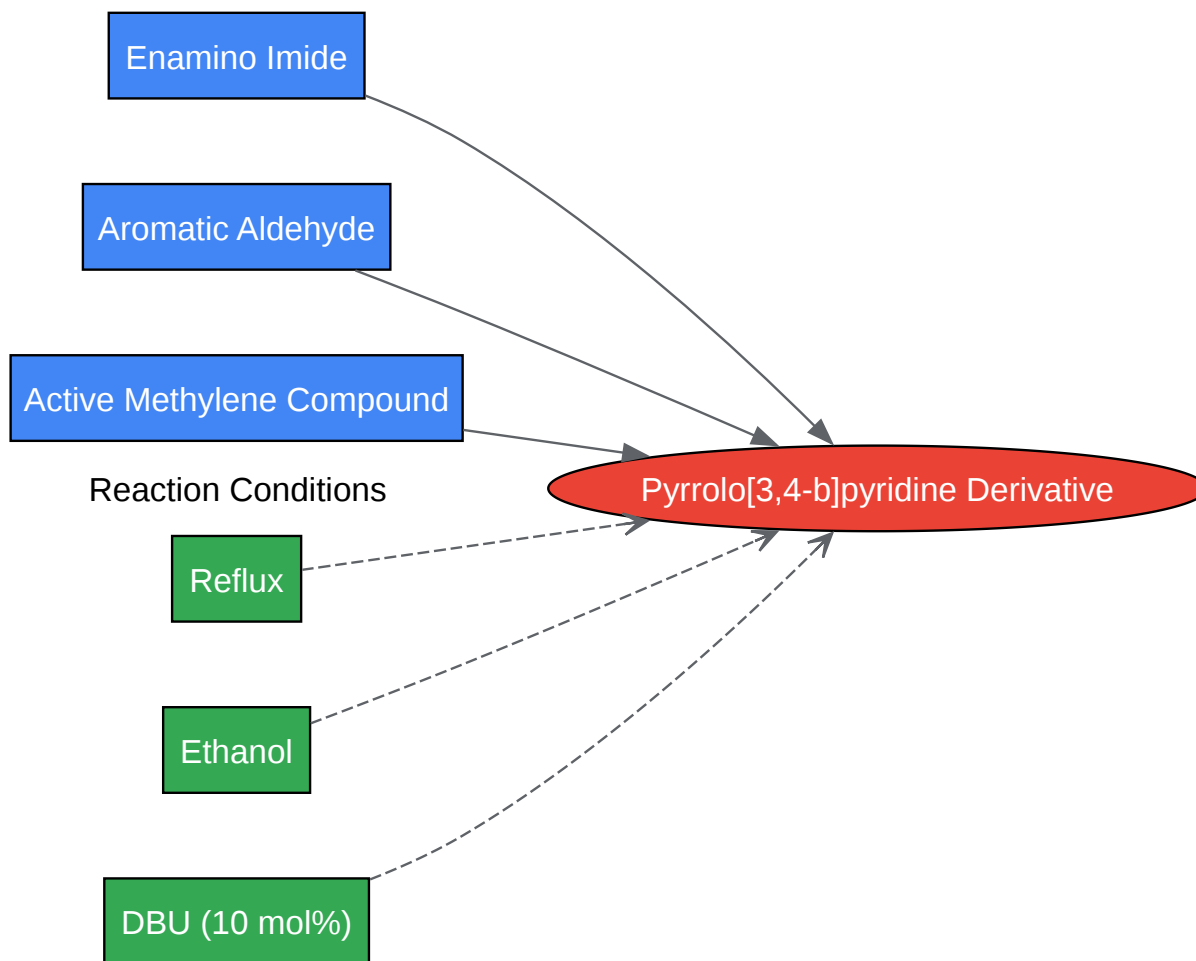 Enamino Imide
Aromatic Aldehyde
Active Methylene Compound
Reaction Conditions
Pyrrolo[3,4-b]pyridine Derivative
Reflux
Ethanol
DBU (10 mol%)